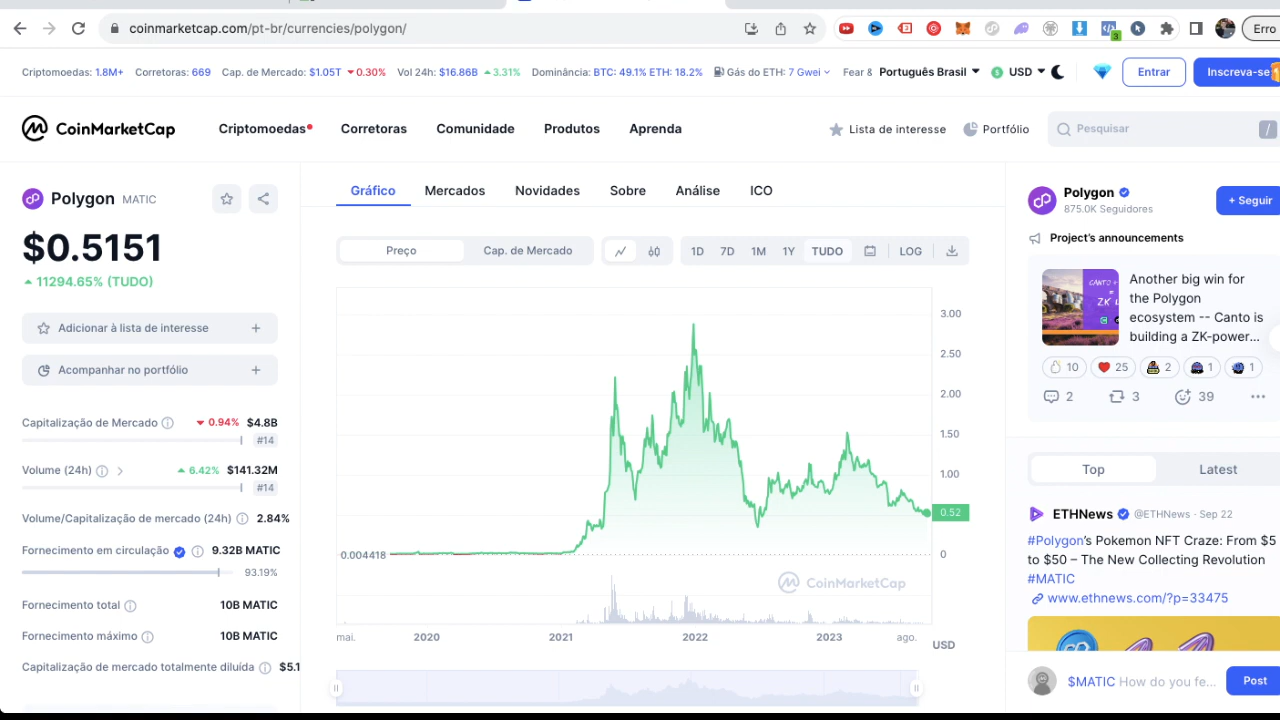 coinmarketcap.com/pt-br/currencies/polygon/
3
Erro
Criptomoedas: 1.8M+ Corretoras: 669 Cap. de Mercado: $1.05T 0.30% Vol 24h: $16.86B 3.31% Dominância: BTC: 49.1% ETH: 18.2% Gás do ETH: 7 Gwei Fear & Português Brasil USD Entrar Inscreva-se
CoinMarketCap Criptomoedas Corretoras Comunidade Produtos Aprenda Lista de interesse Portfólio Pesquisar /
Polygon MATIC
$0.5151
11294.65% (TUDO)
Adicionar à lista de interesse +
Acompanhar no portfólio +
Capitalização de Mercado 0.94% $4.8B
#14
Volume (24h) 6.42% $141.32M
#14
Volume/Capitalização de mercado (24h) 2.84%
Fornecimento em circulação 9.32B MATIC
93.19%
Fornecimento total 10B MATIC
Fornecimento máximo 10B MATIC
Capitalização de mercado totalmente diluída $5.1
Gráfico Mercados Novidades Sobre Análise ICO
Preço Cap. de Mercado 1D 7D 1M 1Y TUDO LOG
3.00
2.50
2.00
1.50
1.00
0.52
0
0.004418
CoinMarketCap
mai. 2020 2021 2022 2023 ago.
USD
Polygon
875.0K Seguidores
+ Seguir
Project's announcements
CANTO +
=
ZK
Another big win for
the Polygon
ecosystem -- Canto is
building a ZK-power...
10 25 2 1 1
2 3 39
Top Latest
ETHNews @ETHNews · Sep 22
#Polygon's Pokemon NFT Craze: From $5
to $50 – The New Collecting Revolution
#MATIC
www.ethnews.com/?p=33475
$MATIC How do you fe... Post